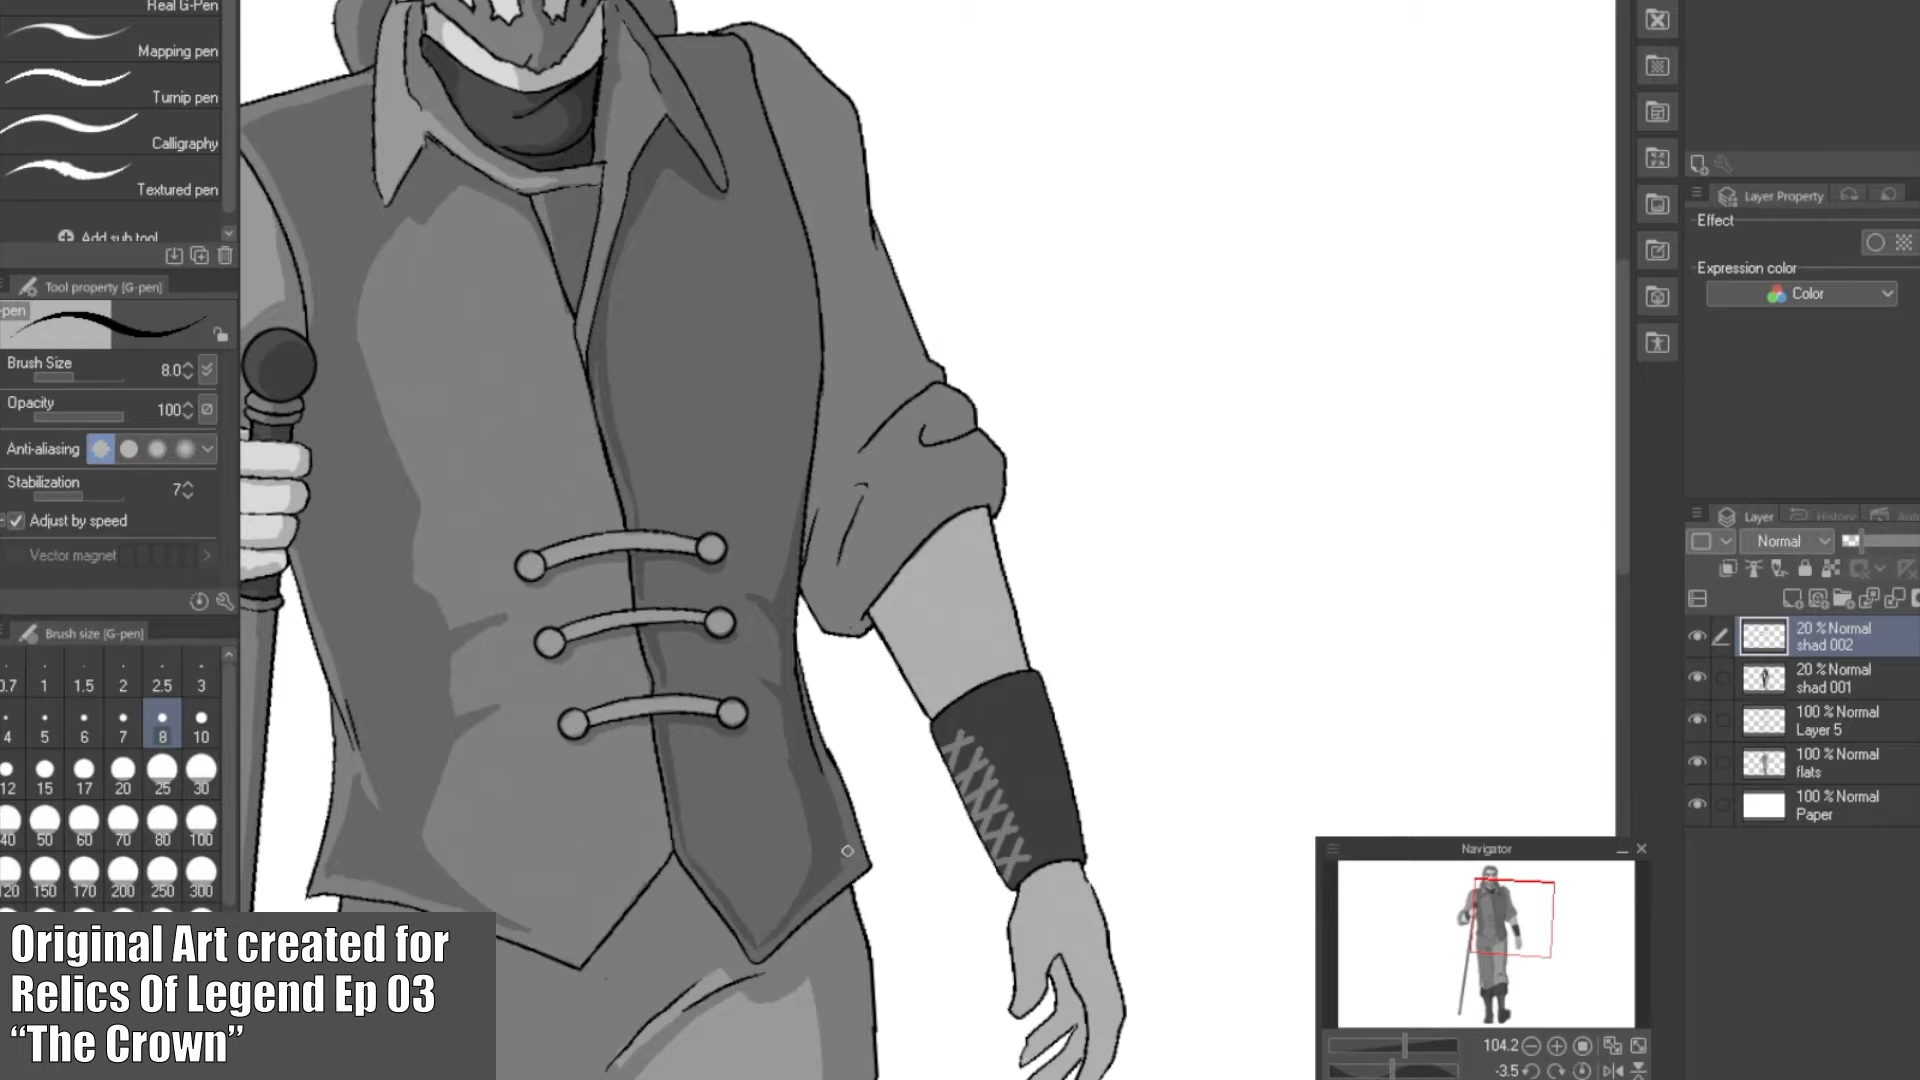 Real G-Pen
Mapping pen
Turnip pen
Calligraphy
Textured pen
Add sub tool
Tool property [G-pen]
-pen
Brush Size 8.0
Opacity 100
Anti-aliasing
Stabilization 7
Adjust by speed
Vector magnet
Brush size [G-pen]
0.7 1 1.5 2 2.5 3
4 5 6 7 8 10
12 15 17 20 25 30
40 50 60 70 80 100
120 150 170 200 250 300
Original Art created for
Relics Of Legend Ep 03
“The Crown”
Layer Property
Effect
Expression color
Color
Layer History Aut
Normal
20 % Normal
shad 002
20 % Normal
shad 001
100 % Normal
Layer 5
100 % Normal
flats
100 % Normal
Paper
Navigator
104.2
-3.5